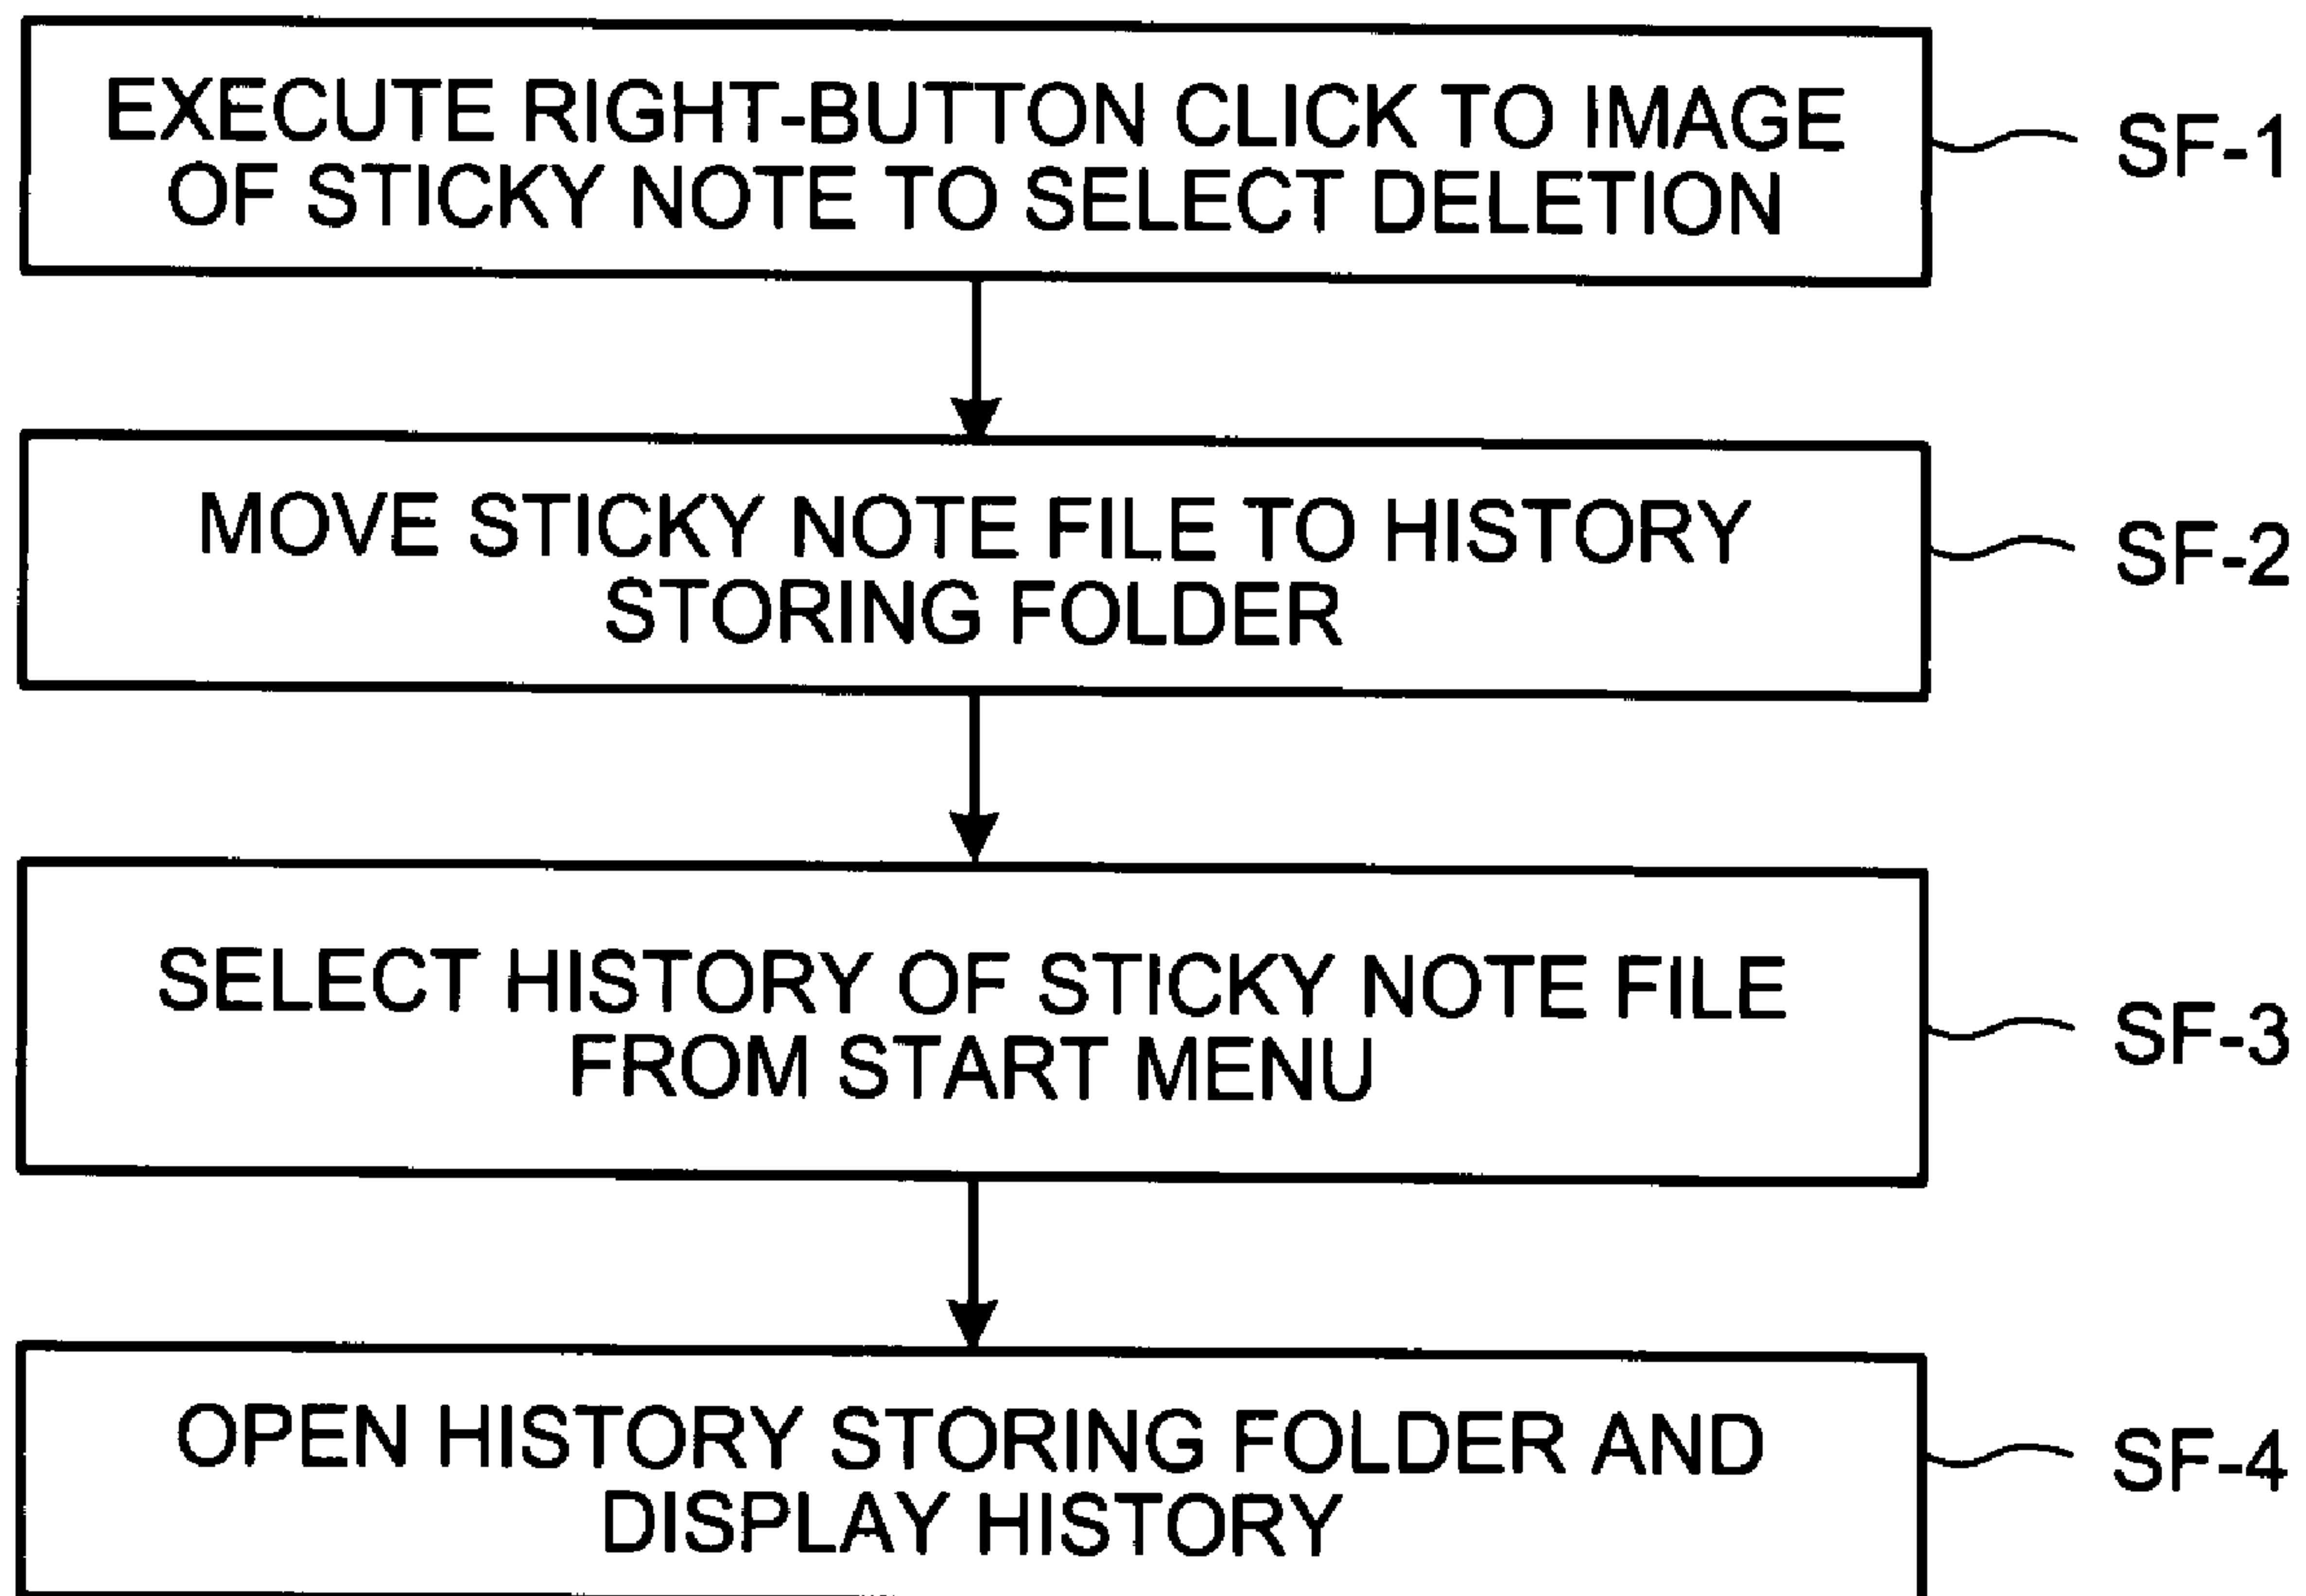 EXECUTE RIGHT-BUTTON CLICK TO IMAGE
OF STICKY NOTE TO SELECT DELETION
SF-1
MOVE STICKY NOTE FILE TO HISTORY
STORING FOLDER
SF-2
SELECT HISTORY OF STICKY NOTE FILE
FROM START MENU
SF-3
OPEN HISTORY STORING FOLDER AND
DISPLAY HISTORY
SF-4